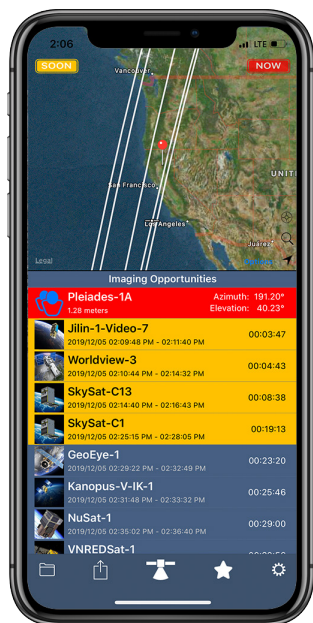 2:06
LTE
SOON
NOW
Vancouver
UNIT
San Francisco
Los Angeles
Juárez
Legal
Imaging Opportunities
Pleiades-1A
Azimuth: 191.20°
1.28 meters
Elevation: 40.23°
Jilin-1-Video-7
2019/12/05 02:09:48 PM - 02:11:40 PM
00:03:47
Worldview-3
2019/12/05 02:10:44 PM - 02:14:32 PM
00:04:43
SkySat-C13
2019/12/05 02:14:40 PM - 02:16:43 PM
00:08:38
SkySat-C1
2019/12/05 02:25:15 PM - 02:28:05 PM
00:19:13
GeoEye-1
2019/12/05 02:29:22 PM - 02:32:49 PM
00:23:20
Kanopus-V-IK-1
2019/12/05 02:31:48 PM - 02:33:32 PM
00:25:46
NuSat-1
2019/12/05 02:35:02 PM - 02:36:40 PM
00:29:00
VNREDSat-1